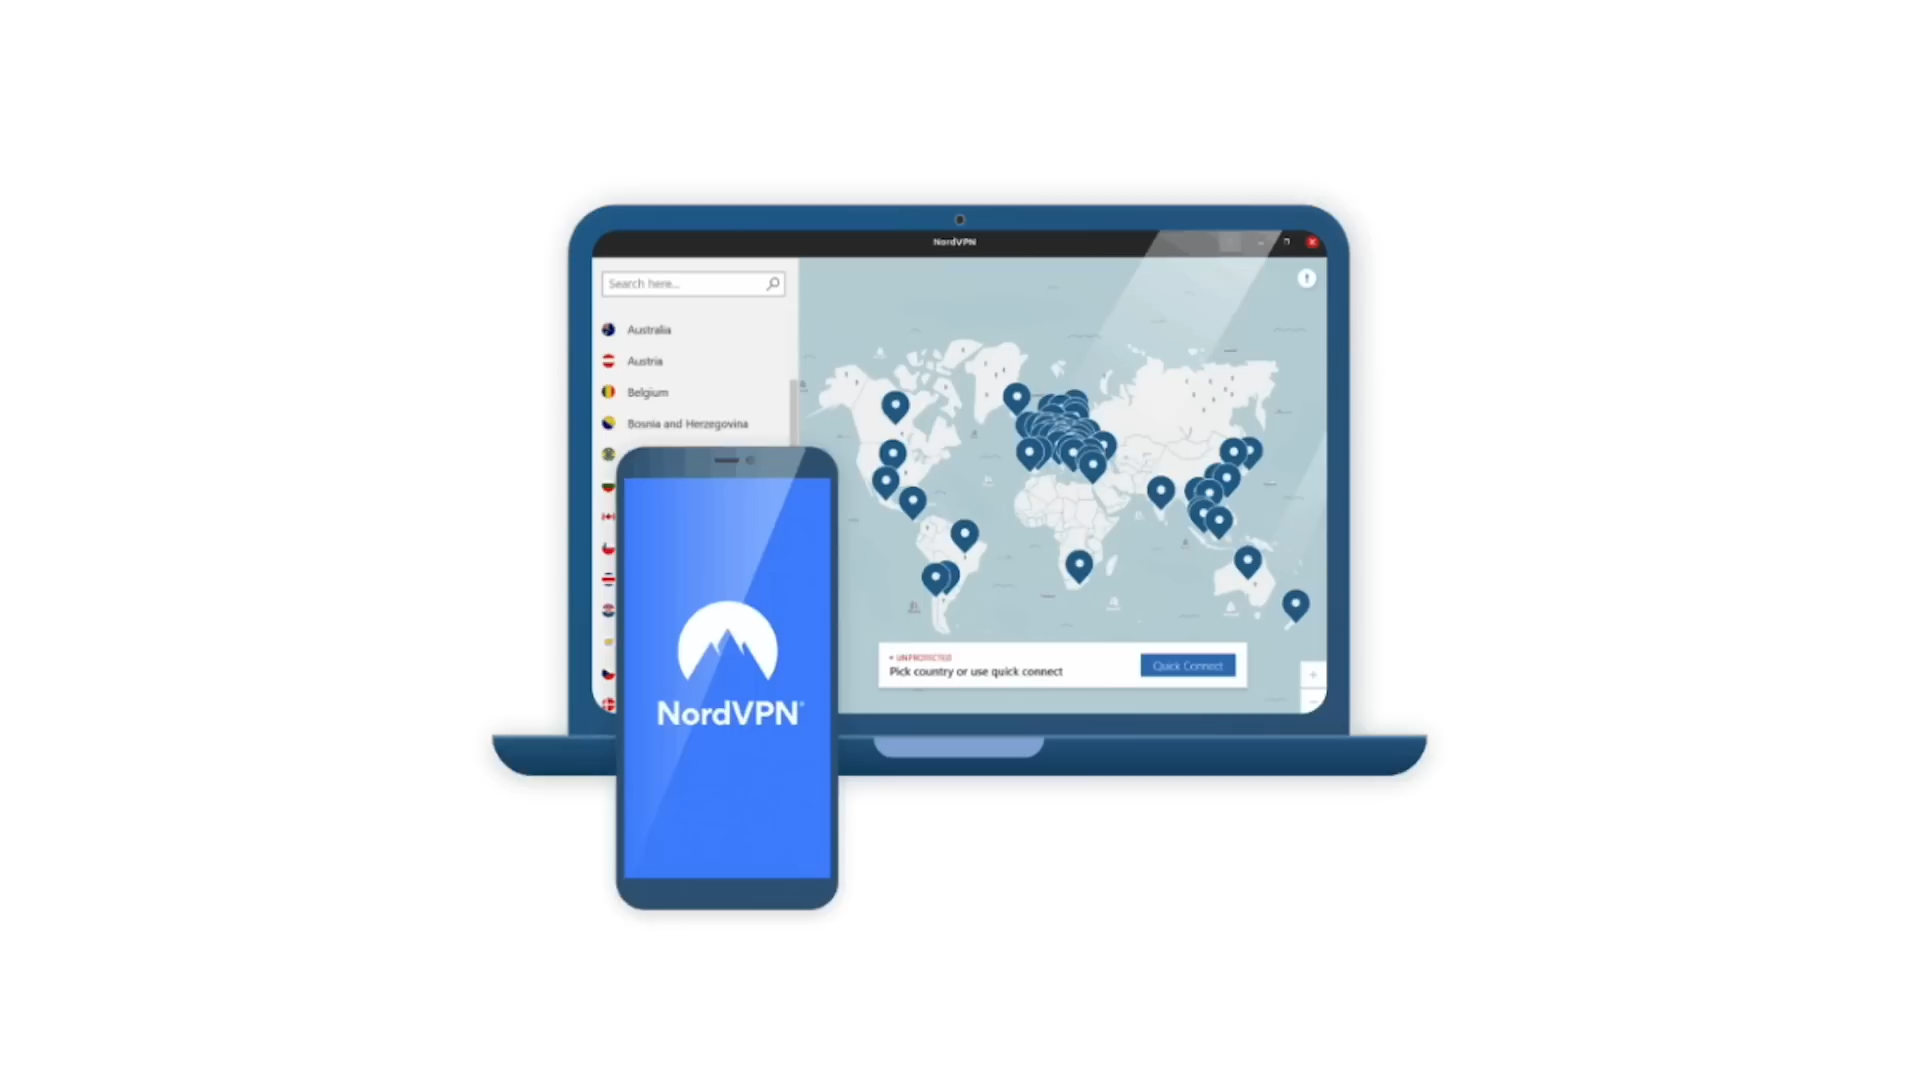 NordVPN
Search here...
Australia
Austria
Belgium
Bosnia and Herzegovina
UNPROTECTED
Pick country or use quick connect
Quick Connect
NordVPN®